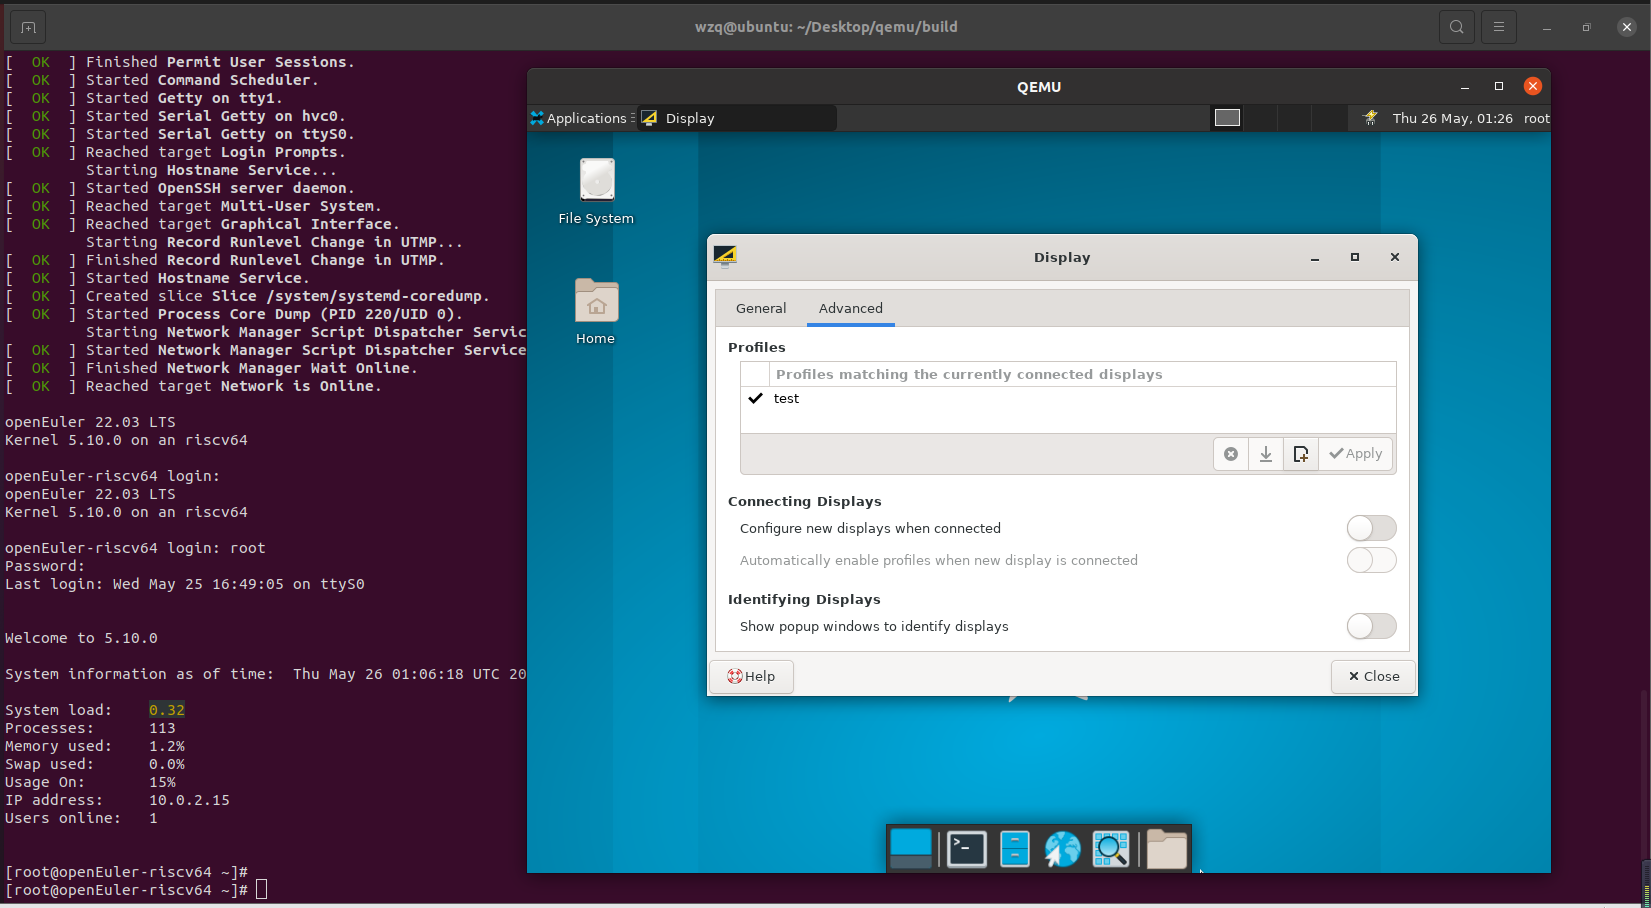 wzq@ubuntu: ~/Desktop/qemu/build
[  OK  ] Finished Permit User Sessions.
[  OK  ] Started Command Scheduler.
[  OK  ] Started Getty on tty1.
[  OK  ] Started Serial Getty on hvc0.
[  OK  ] Started Serial Getty on ttyS0.
[  OK  ] Reached target Login Prompts.
Starting Hostname Service...
[  OK  ] Started OpenSSH server daemon.
[  OK  ] Reached target Multi-User System.
[  OK  ] Reached target Graphical Interface.
Starting Record Runlevel Change in UTMP...
[  OK  ] Finished Record Runlevel Change in UTMP.
[  OK  ] Started Hostname Service.
[  OK  ] Created slice Slice /system/systemd-coredump.
[  OK  ] Started Process Core Dump (PID 220/UID 0).
Starting Network Manager Script Dispatcher Servic
[  OK  ] Started Network Manager Script Dispatcher Service
[  OK  ] Finished Network Manager Wait Online.
[  OK  ] Reached target Network is Online.
openEuler 22.03 LTS
Kernel 5.10.0 on an riscv64
openEuler-riscv64 login:
openEuler 22.03 LTS
Kernel 5.10.0 on an riscv64
openEuler-riscv64 login: root
Password:
Last login: Wed May 25 16:49:05 on ttyS0
Welcome to 5.10.0
System information as of time:  Thu May 26 01:06:18 UTC 20
System load:    0.32
Processes:      113
Memory used:    1.2%
Swap used:      0.0%
Usage On:       15%
IP address:     10.0.2.15
Users online:   1
[root@openEuler-riscv64 ~]#
[root@openEuler-riscv64 ~]#
QEMU
Applications
Display
Thu 26 May, 01:26
root
File System
Home
Display
General
Advanced
Profiles
Profiles matching the currently connected displays
test
Apply
Connecting Displays
Configure new displays when connected
Automatically enable profiles when new display is connected
Identifying Displays
Show popup windows to identify displays
Help
Close